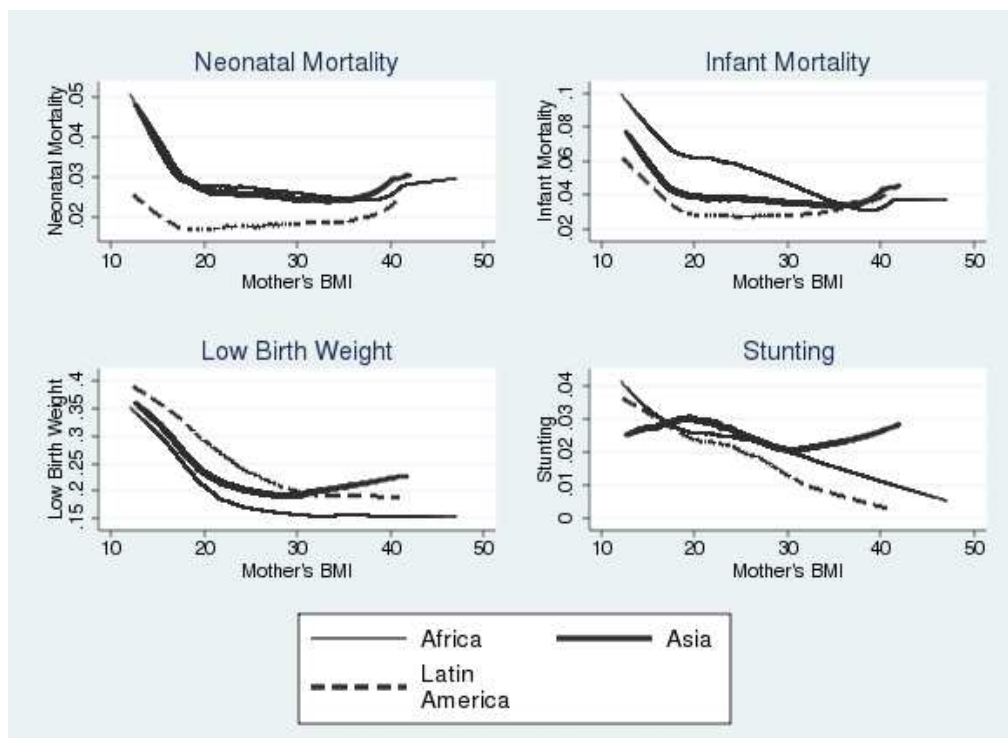 Neonatal Mortality
Neonatal Mortality
.05
.04
.03
.02
10 20 30 40 50
Mother's BMI
Infant Mortality
Infant Mortality
.1
.08
.06
.04
.02
10 20 30 40 50
Mother's BMI
Low Birth Weight
Low Birth Weight
.4
.35
.3
.25
.2
.15
10 20 30 40 50
Mother's BMI
Stunting
Stunting
.04
.03
.02
.01
0
10 20 30 40 50
Mother's BMI
Africa
Asia
Latin
America